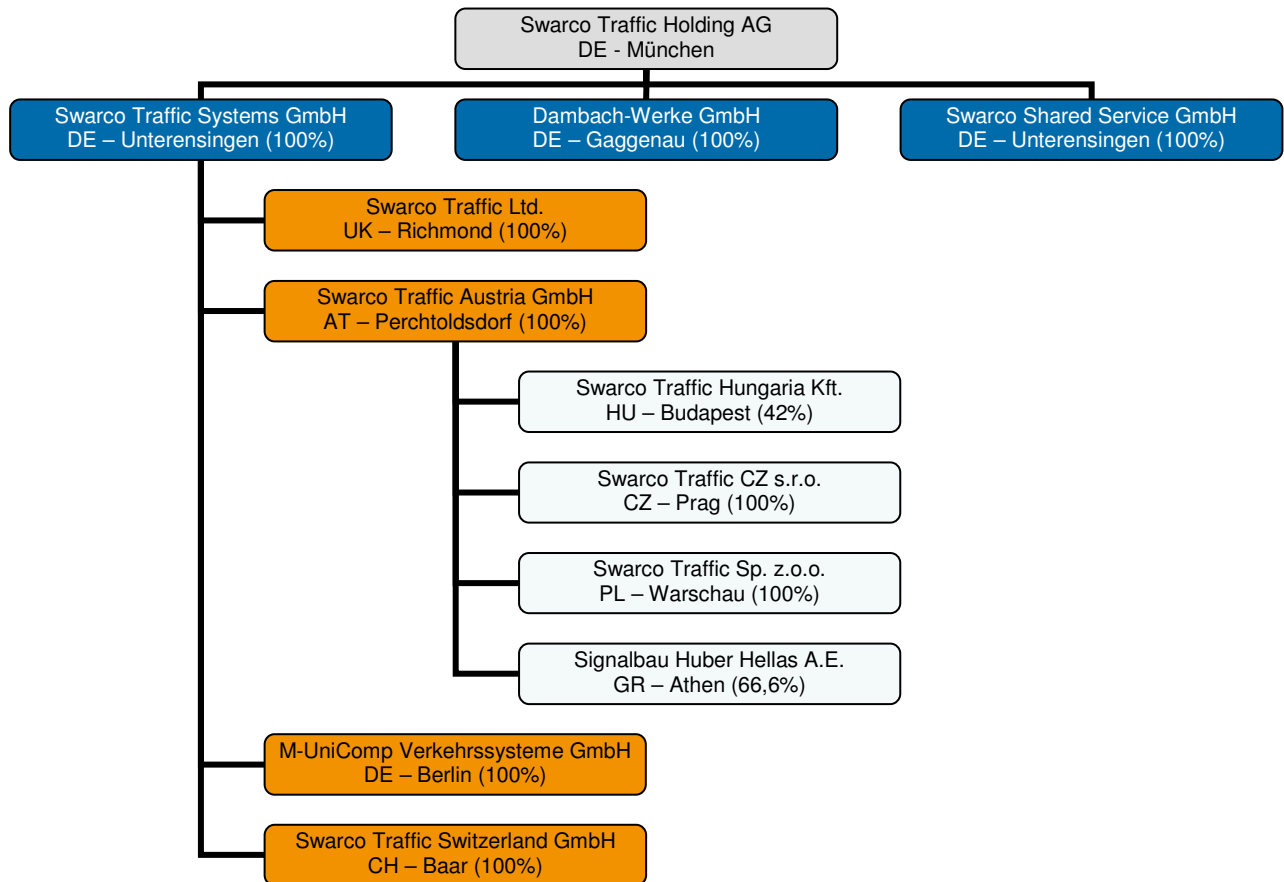 Swarco Traffic Holding AG
DE - München
Swarco Traffic Systems GmbH
DE – Unterensingen (100%)
Dambach-Werke GmbH
DE – Gaggenau (100%)
Swarco Shared Service GmbH
DE – Unterensingen (100%)
Swarco Traffic Ltd.
UK – Richmond (100%)
Swarco Traffic Austria GmbH
AT – Perchtoldsdorf (100%)
Swarco Traffic Hungaria Kft.
HU – Budapest (42%)
Swarco Traffic CZ s.r.o.
CZ – Prag (100%)
Swarco Traffic Sp. z.o.o.
PL – Warschau (100%)
Signalbau Huber Hellas A.E.
GR – Athen (66,6%)
M-UniComp Verkehrssysteme GmbH
DE – Berlin (100%)
Swarco Traffic Switzerland GmbH
CH – Baar (100%)